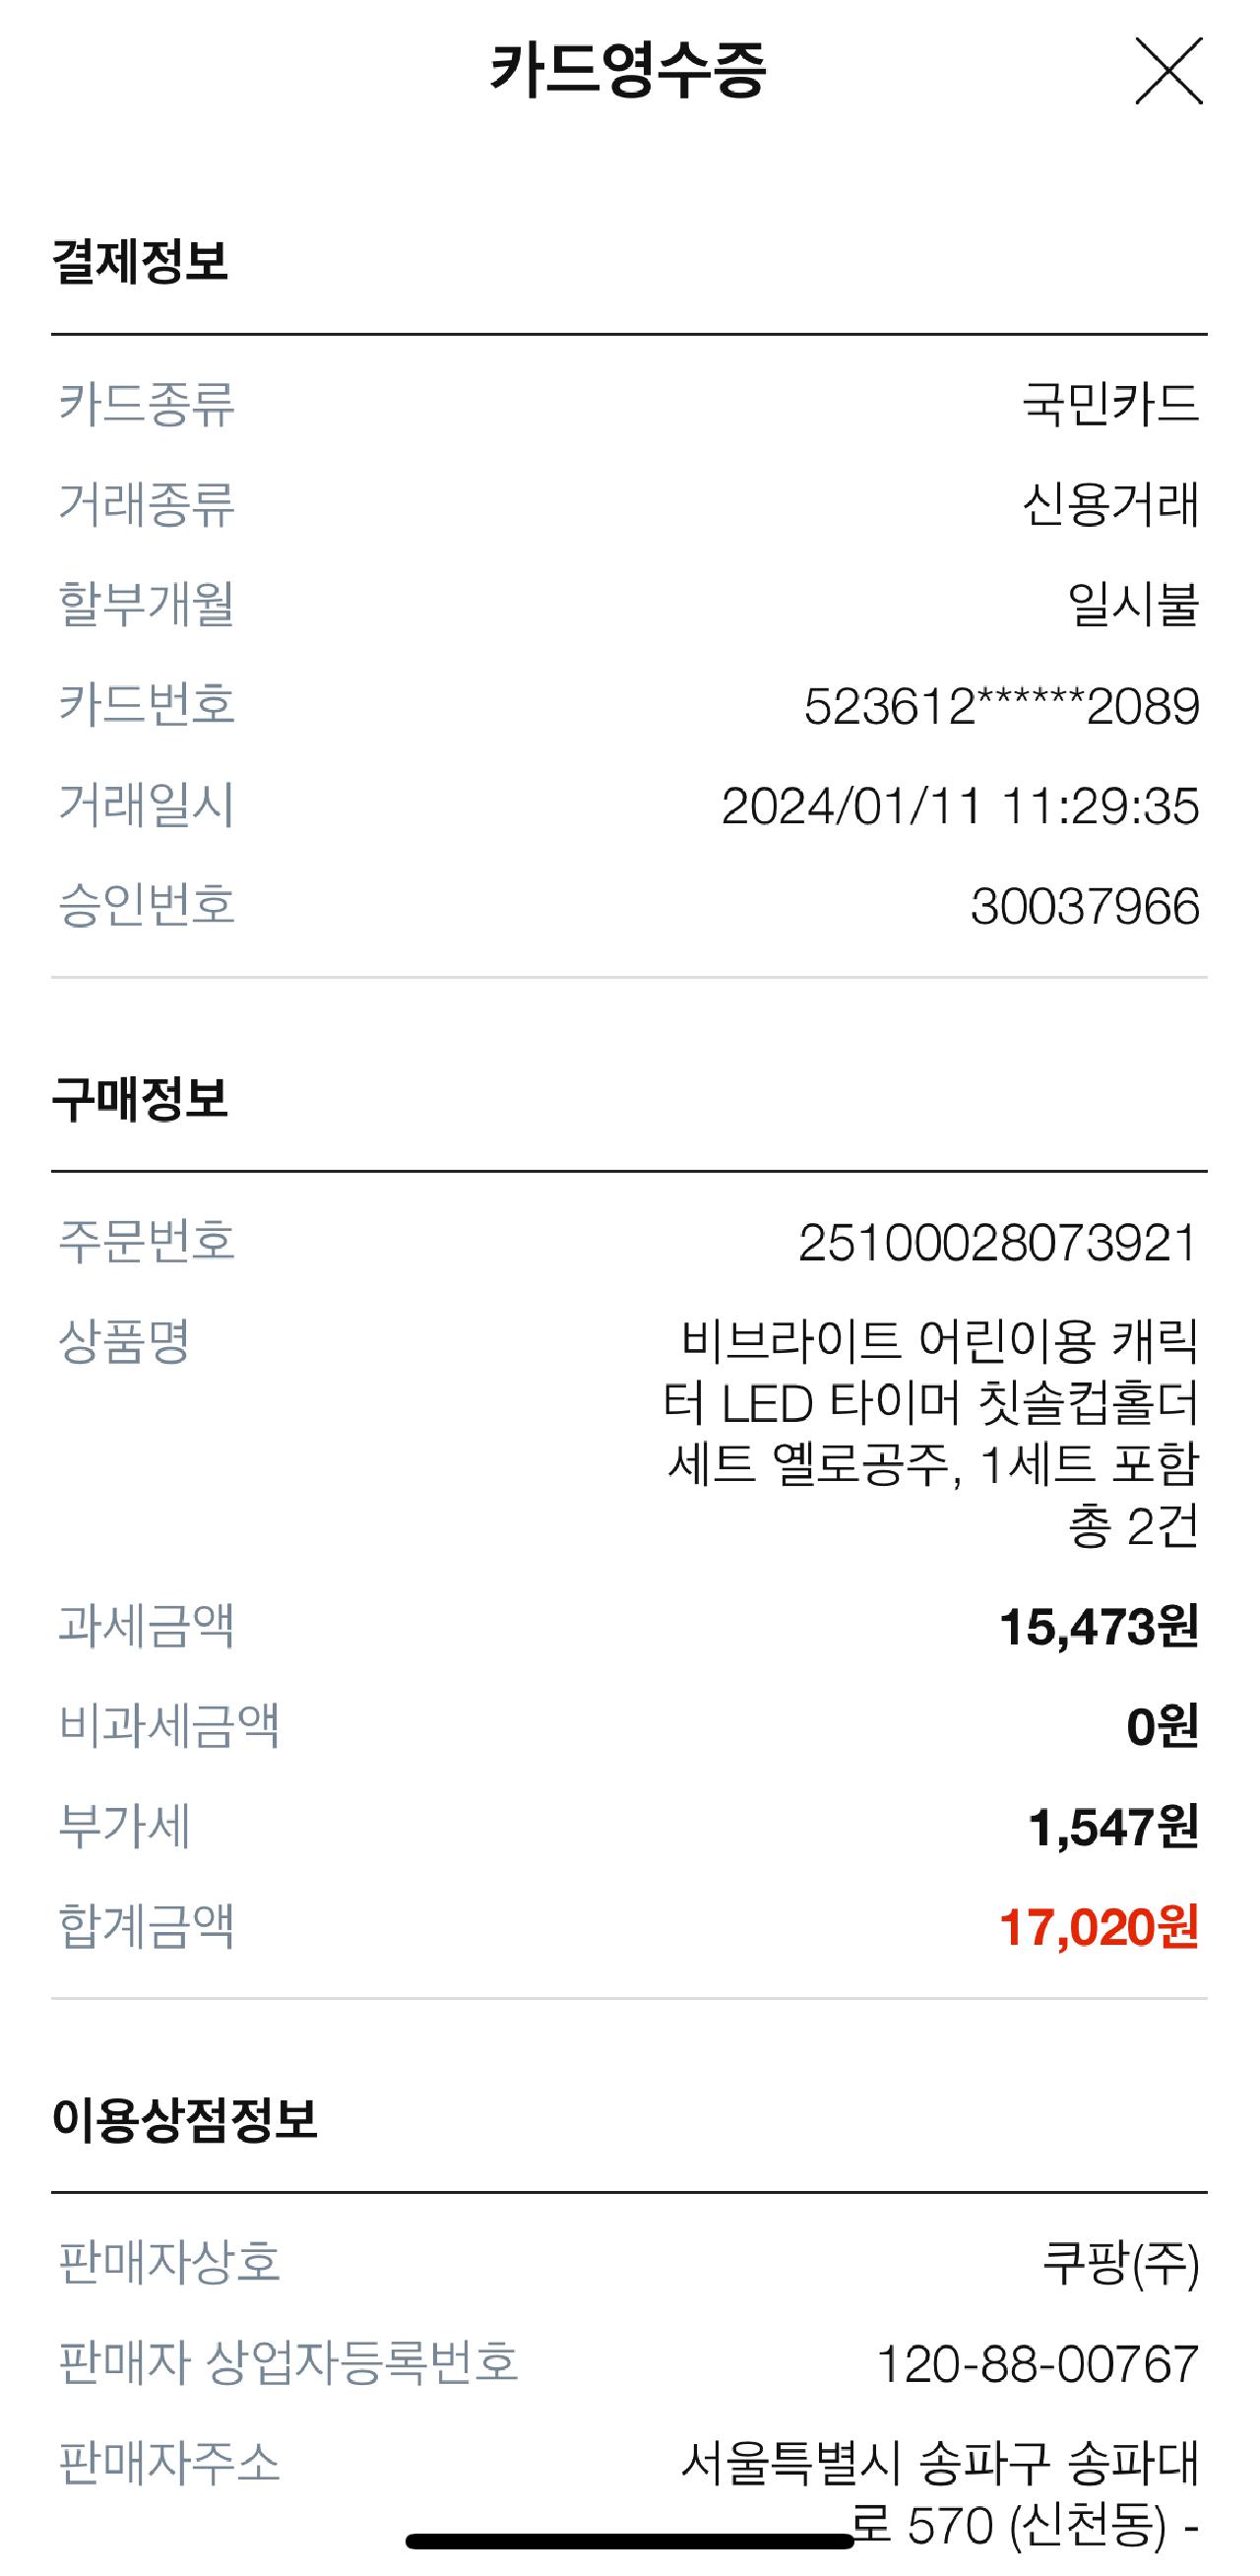 카드영수증
결제정보
카드종류 국민카드
거래종류 신용거래
할부개월 일시불
카드번호 523612******2089
거래일시 2024/01/11 11:29:35
승인번호 30037966
구매정보
주문번호 25100028073921
상품명 비브라이트 어린이용 캐릭
터 LED 타이머 칫솔컵홀더
세트 옐로공주, 1세트 포함
총 2건
과세금액 15,473원
비과세금액 0원
부가세 1,547원
합계금액 17,020원
이용상점정보
판매자상호 쿠팡(주)
판매자 상업자등록번호 120-88-00767
판매자주소 서울특별시 송파구 송파대
로 570 (신천동) -